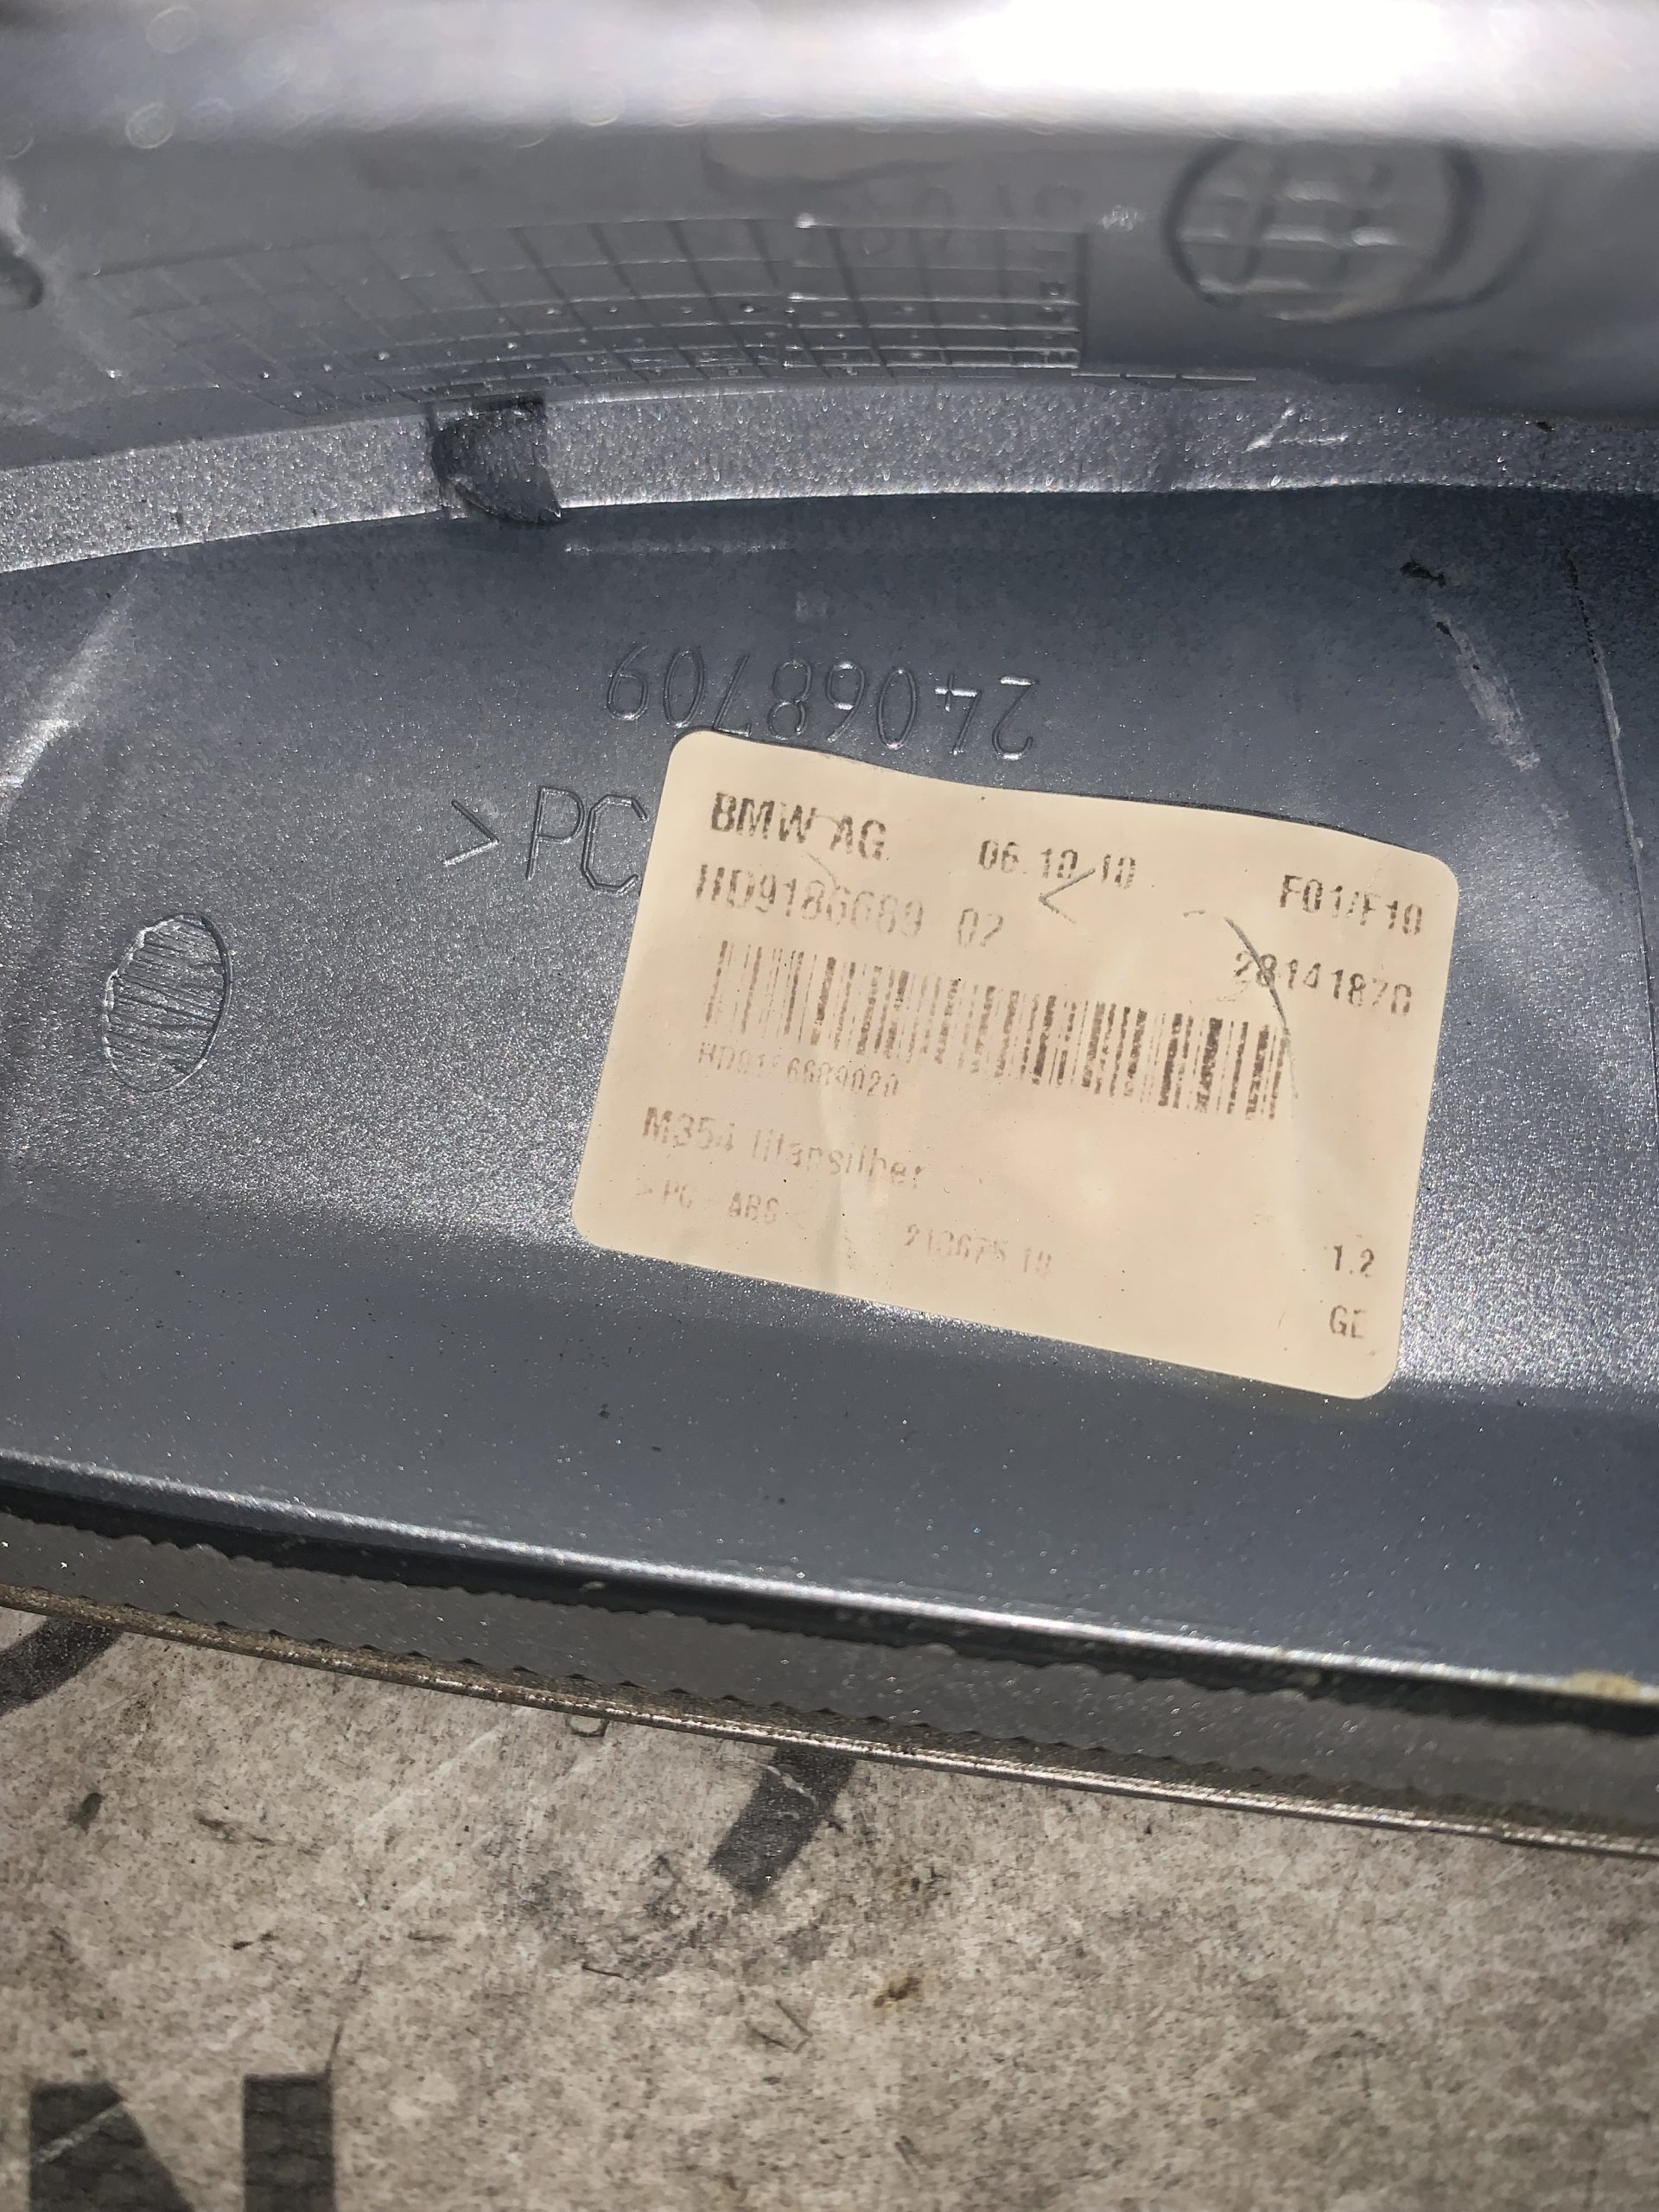 24068709
>PC
BMW AG 06.10.10 F01/F10
HD9186689 02
28141870
HD9186689020
M354 titansilber
>PC ABS<
1.2
GE